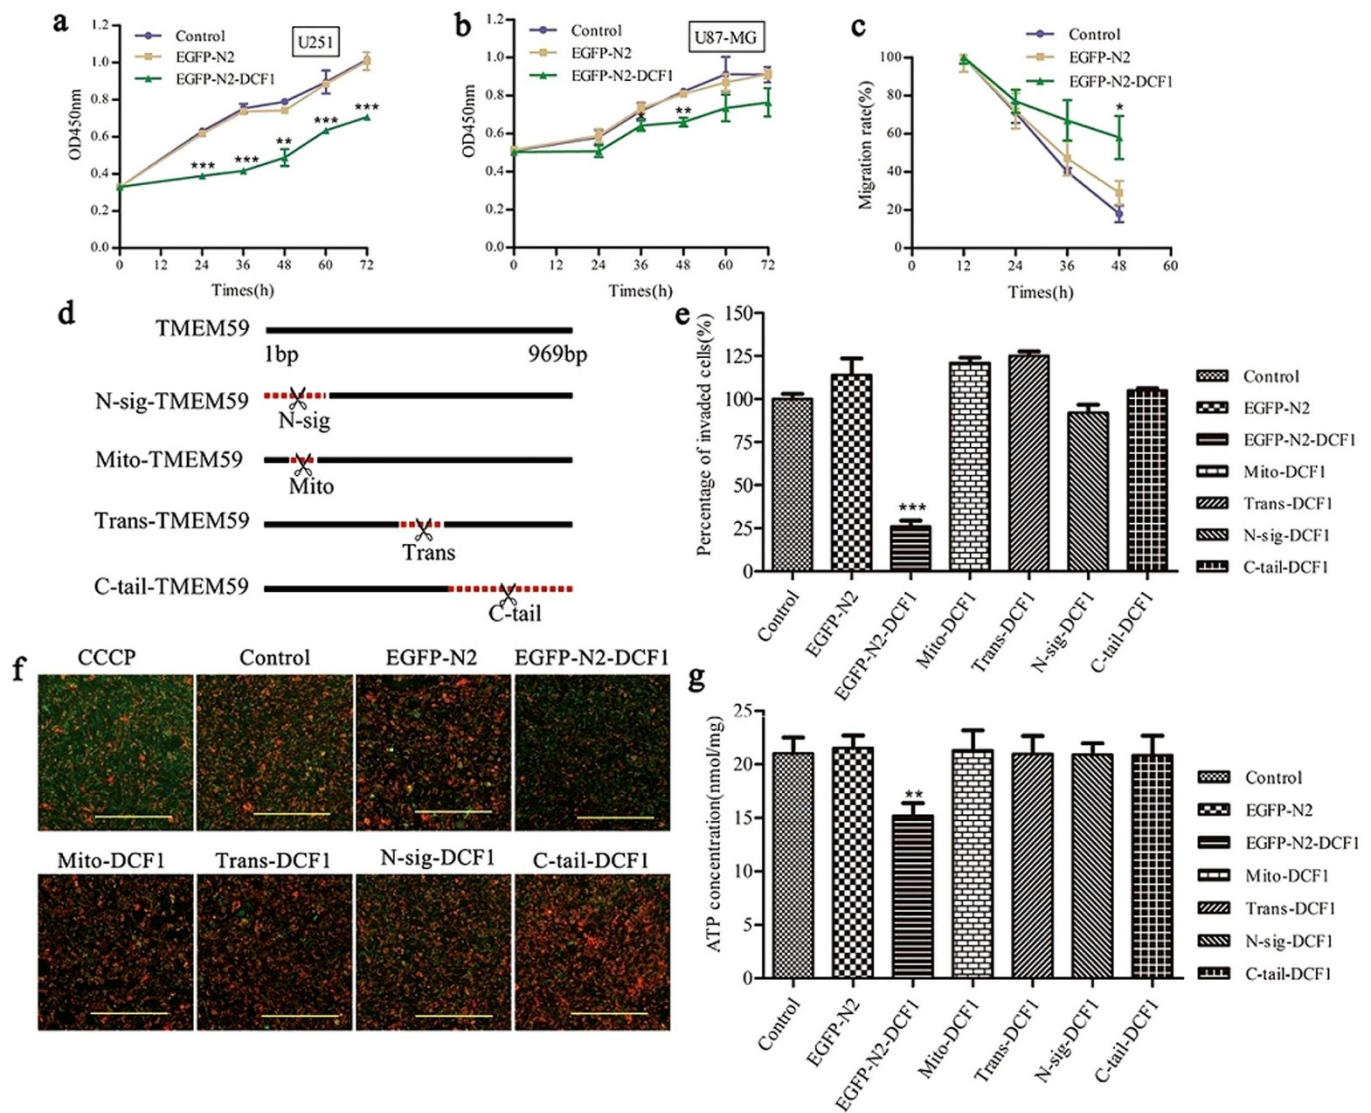 a
U251
Control
EGFP-N2
EGFP-N2-DCF1
OD450nm
1.2
1.0
0.8
0.6
0.4
0.2
0.0
*** *** ** *** ***
0 12 24 36 48 60 72
Times(h)
b
U87-MG
Control
EGFP-N2
EGFP-N2-DCF1
OD450nm
1.2
1.0
0.8
0.6
0.4
0.2
0.0
* **
0 12 24 36 48 60 72
Times(h)
c
Control
EGFP-N2
EGFP-N2-DCF1
Migration rate(%)
100
80
60
40
20
0
*
0 12 24 36 48 60
Times(h)
d
TMEM59
1bp 969bp
N-sig-TMEM59
N-sig
Mito-TMEM59
Mito
Trans-TMEM59
Trans
C-tail-TMEM59
C-tail
e
Percentage of invaded cells(%)
150
125
100
75
50
25
0
***
Control
EGFP-N2
EGFP-N2-DCF1
Mito-DCF1
Trans-DCF1
N-sig-DCF1
C-tail-DCF1
Control
EGFP-N2
EGFP-N2-DCF1
Mito-DCF1
Trans-DCF1
N-sig-DCF1
C-tail-DCF1
f
CCCP Control EGFP-N2 EGFP-N2-DCF1
Mito-DCF1 Trans-DCF1 N-sig-DCF1 C-tail-DCF1
g
ATP concentration(nmol/mg)
25
20
15
10
5
0
**
Control
EGFP-N2
EGFP-N2-DCF1
Mito-DCF1
Trans-DCF1
N-sig-DCF1
C-tail-DCF1
Control
EGFP-N2
EGFP-N2-DCF1
Mito-DCF1
Trans-DCF1
N-sig-DCF1
C-tail-DCF1